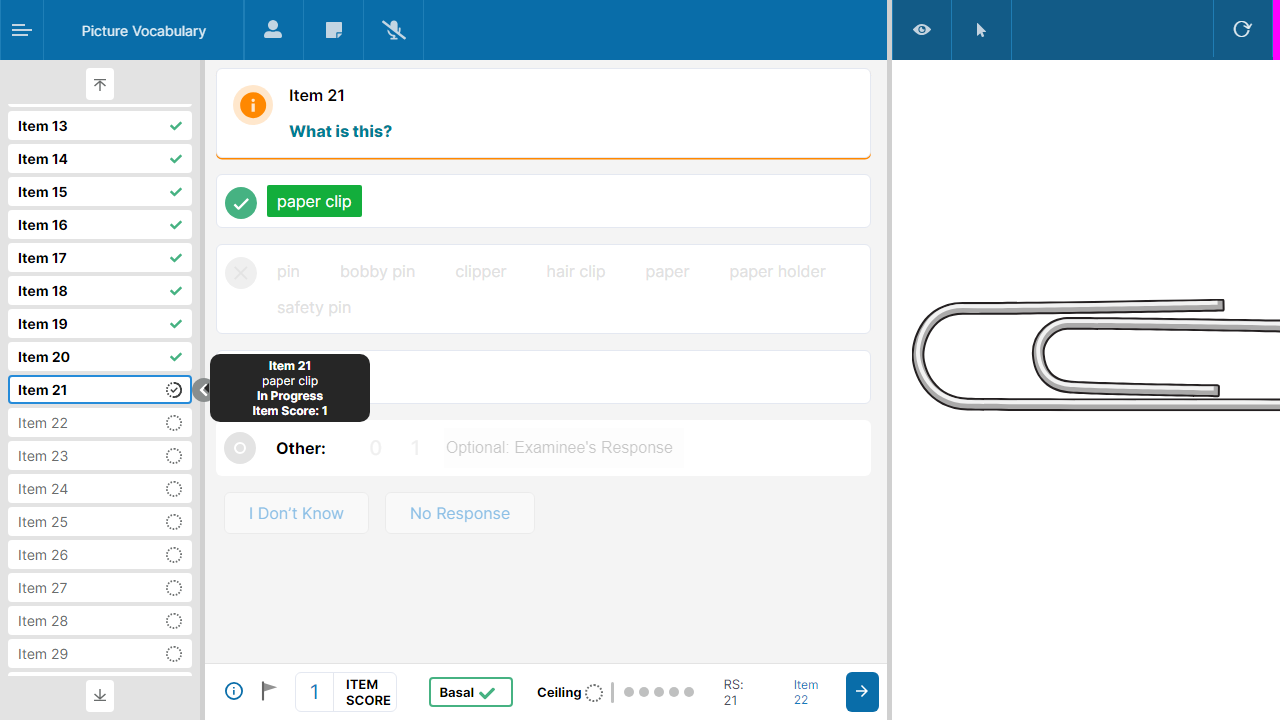 Picture Vocabulary
Item 13
Item 14
Item 15
Item 16
Item 17
Item 18
Item 19
Item 20
Item 21
Item 22
Item 23
Item 24
Item 25
Item 26
Item 27
Item 28
Item 29
Item 21
What is this?
paper clip
pin bobby pin clipper hair clip paper paper holder
safety pin
Item 21
paper clip
In Progress
Item Score: 1
Other: 0 1 Optional: Examinee's Response
I Don't Know No Response
1 ITEM SCORE
Basal
Ceiling
RS:
21
Item
22